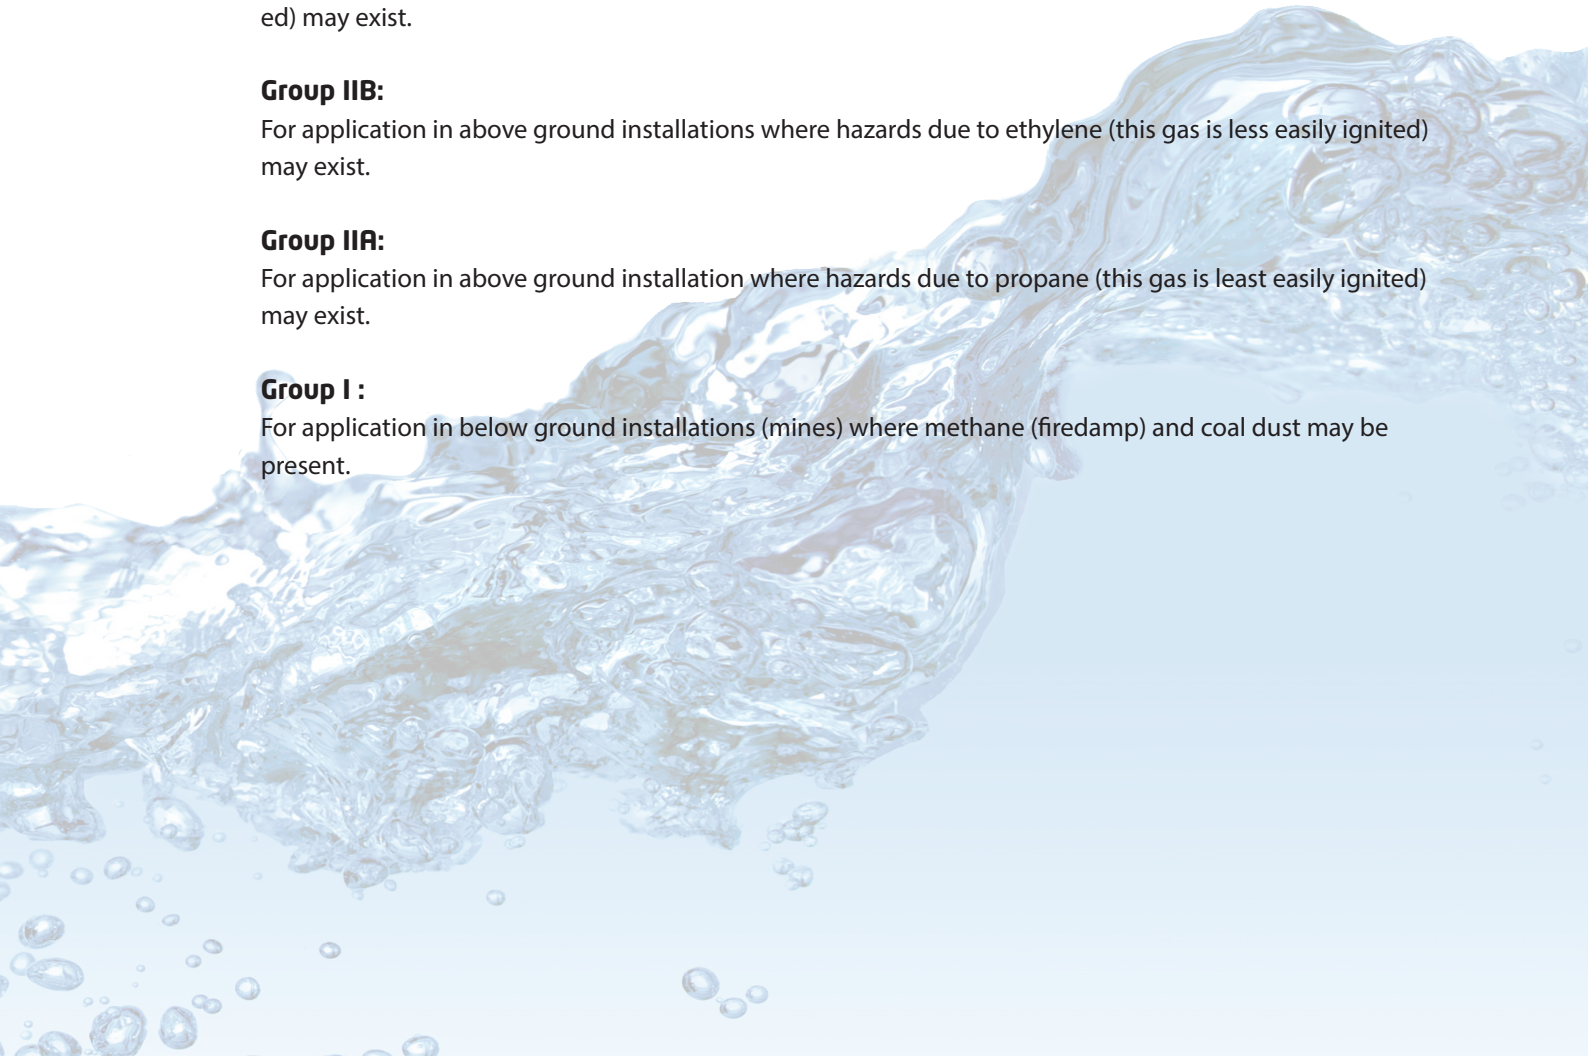 ed) may exist.
Group IIB:
For application in above ground installations where hazards due to ethylene (this gas is less easily ignited)
may exist.
Group IIA:
For application in above ground installation where hazards due to propane (this gas is least easily ignited)
may exist.
Group I :
For application in below ground installations (mines) where methane (firedamp) and coal dust may be
present.